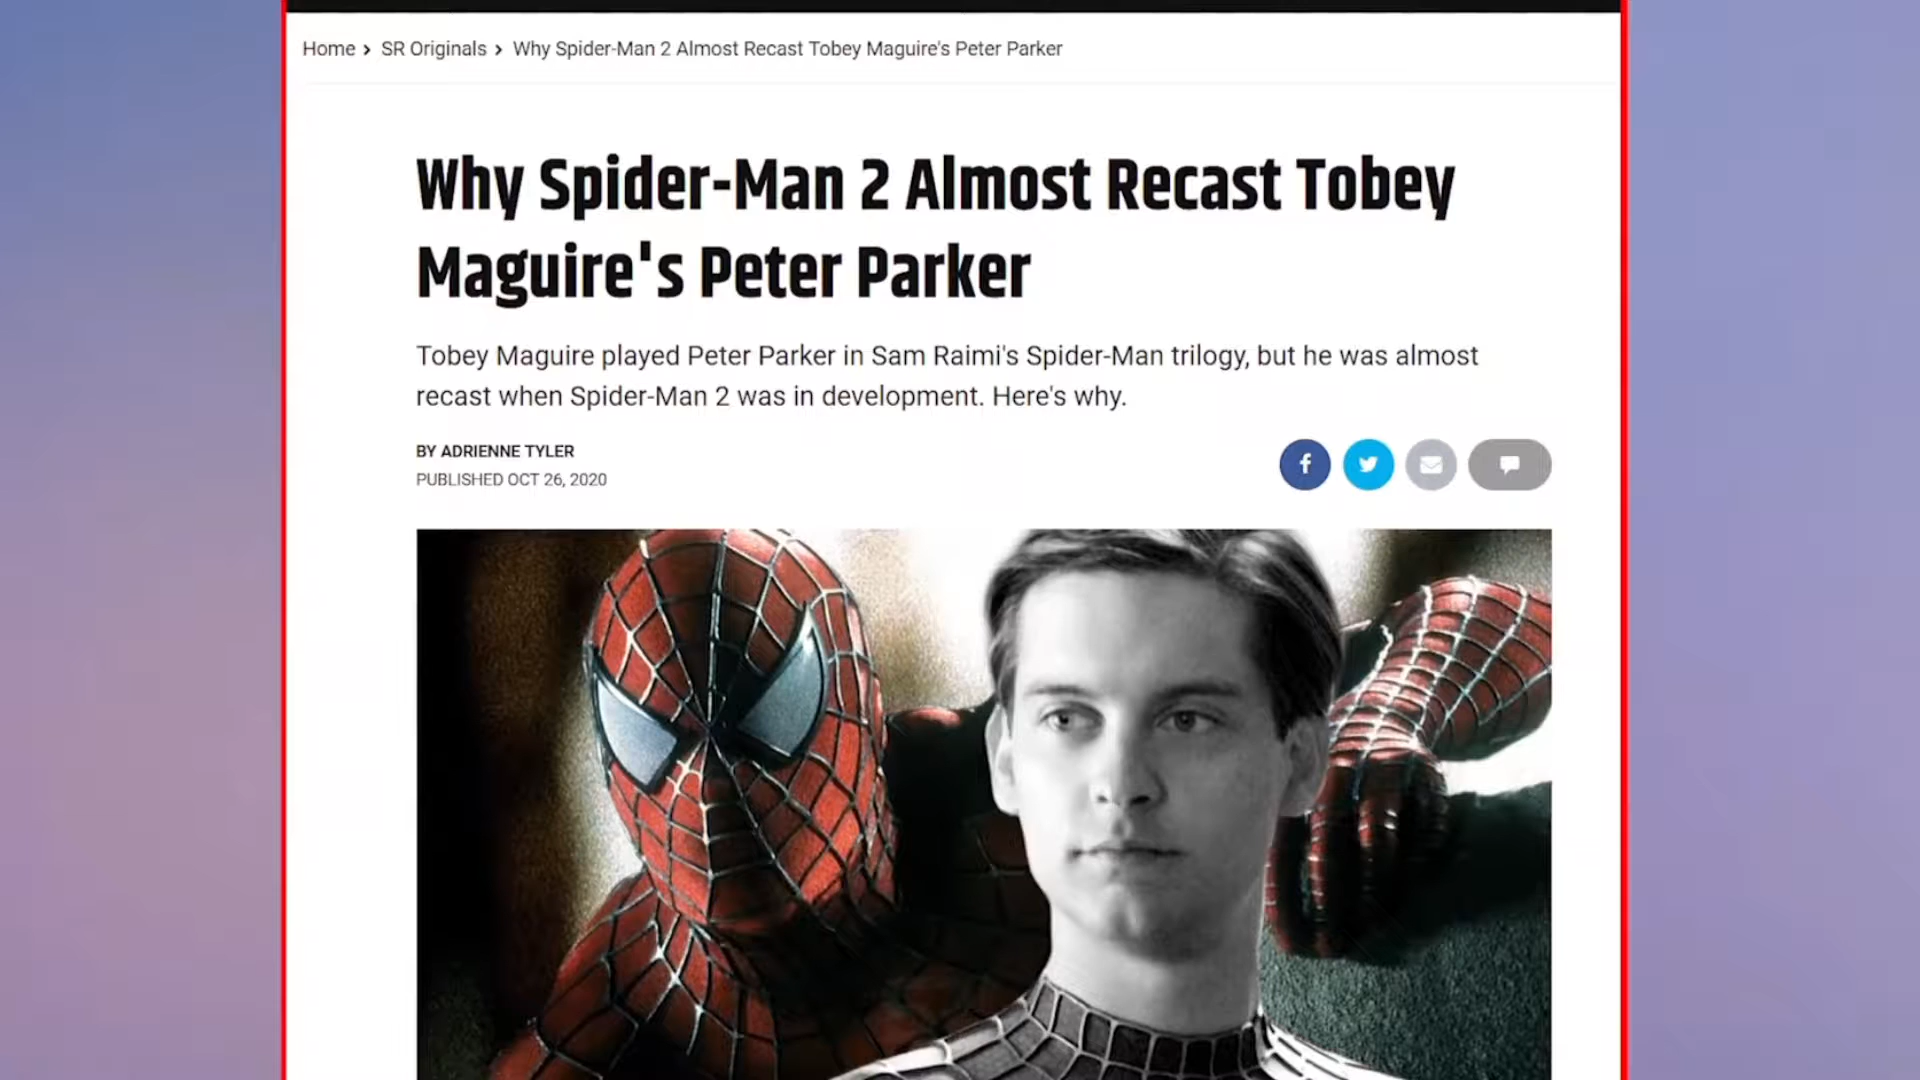 Home > SR Originals > Why Spider-Man 2 Almost Recast Tobey Maguire's Peter Parker
Why Spider-Man 2 Almost Recast Tobey
Maguire's Peter Parker
Tobey Maguire played Peter Parker in Sam Raimi's Spider-Man trilogy, but he was almost
recast when Spider-Man 2 was in development. Here's why.
BY ADRIENNE TYLER
PUBLISHED OCT 26, 2020